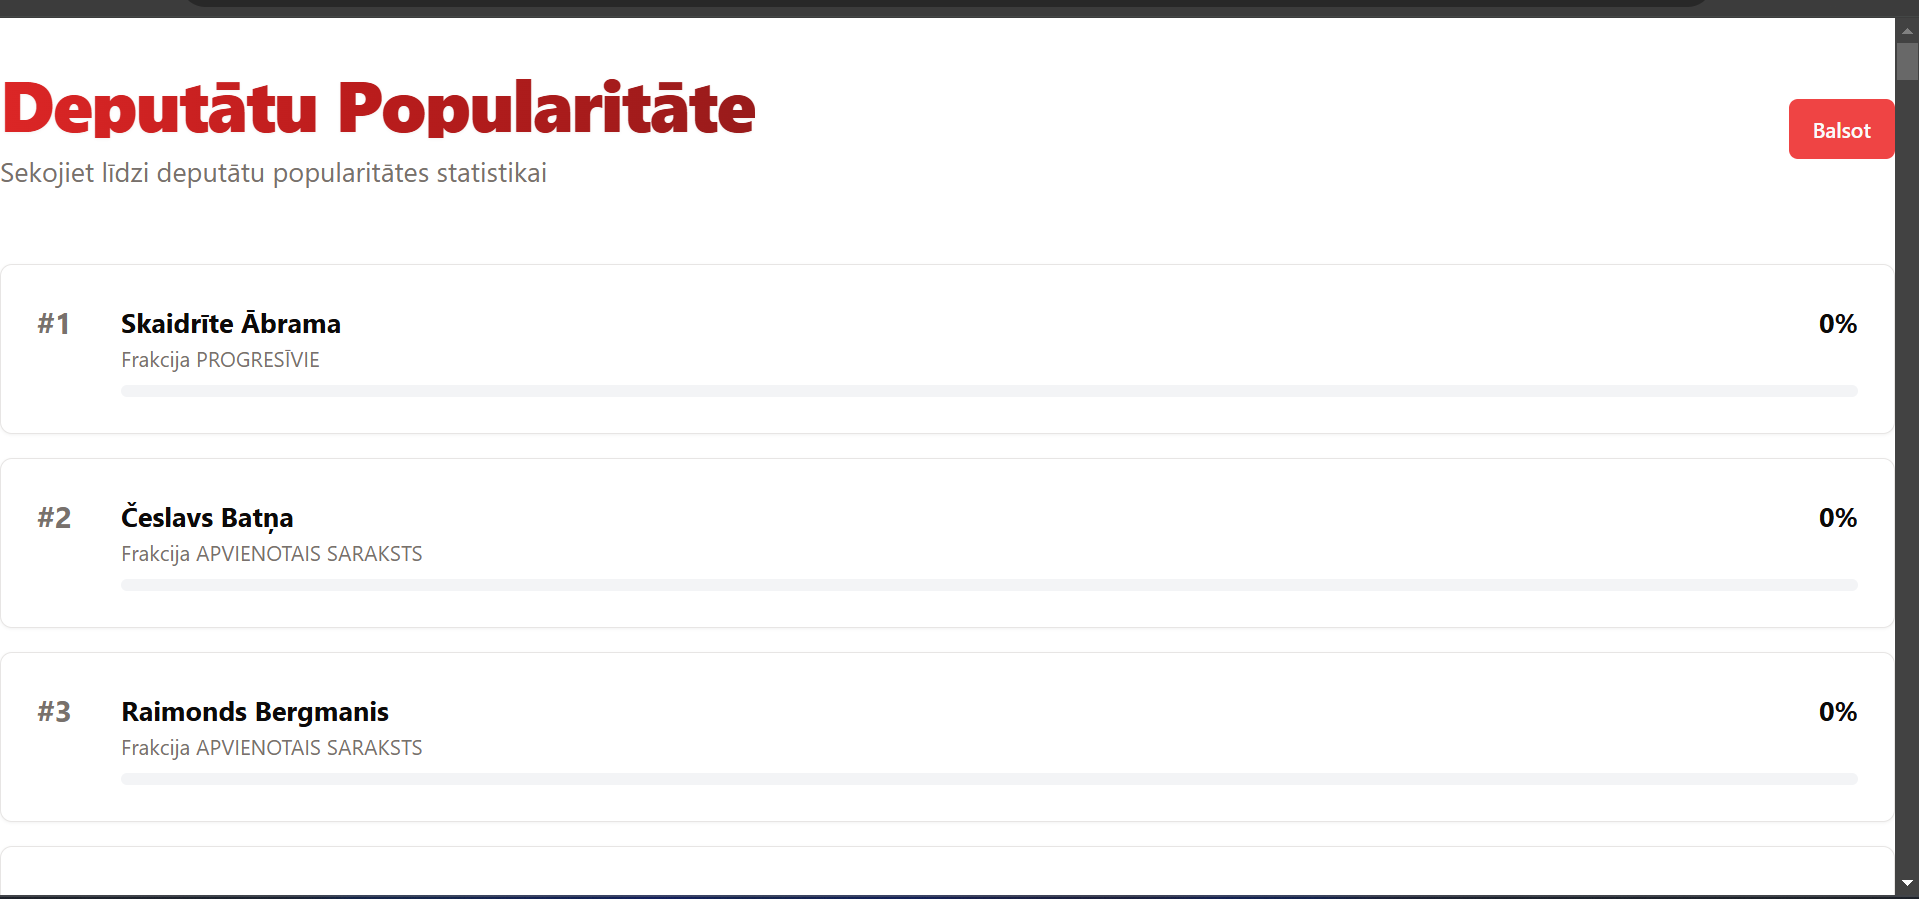 Deputātu Popularitāte
Sekojiet līdzi deputātu popularitātes statistikai
Balsot
#1
Skaidrīte Ābrama
0%
Frakcija PROGRESĪVIE
#2
Česlavs Batņa
0%
Frakcija APVIENOTAIS SARAKSTS
#3
Raimonds Bergmanis
0%
Frakcija APVIENOTAIS SARAKSTS